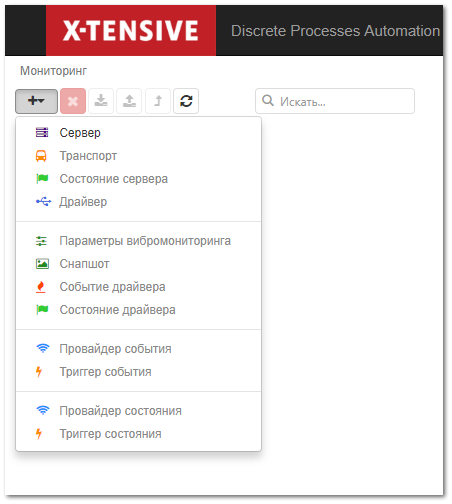 X-TENSIVE Discrete Processes Automation
Мониторинг
Искать...
Сервер
Транспорт
Состояние сервера
Драйвер
Параметры вибромониторинга
Снапшот
Событие драйвера
Состояние драйвера
Провайдер события
Триггер события
Провайдер состояния
Триггер состояния